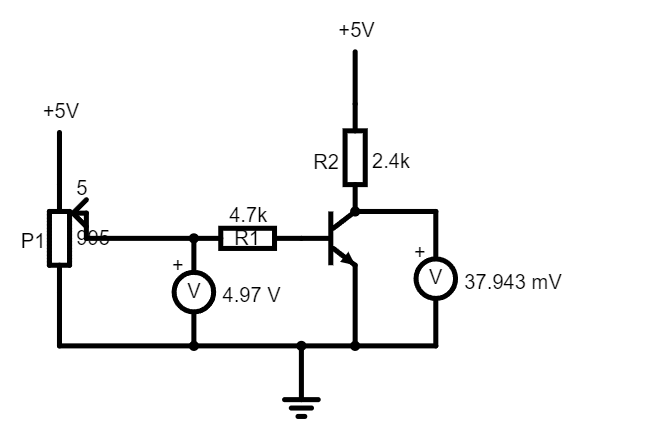 +5V
+5V
5
R2
2.4k
4.7k
P1
995
R1
+
+
V
4.97 V
V
37.943 mV